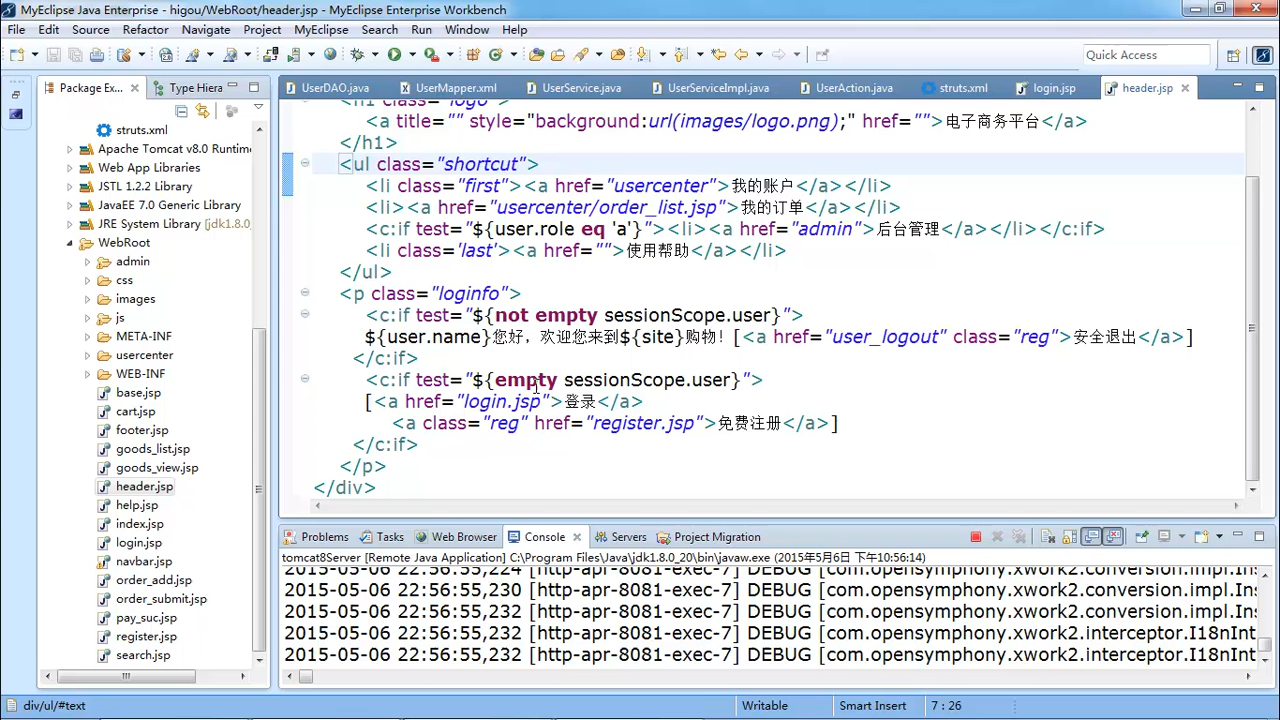 MyEclipse Java Enterprise - higou/WebRoot/header.jsp - MyEclipse Enterprise Workbench
File Edit Source Refactor Navigate Project MyEclipse Search Run Window Help
Quick Access
Package Ex... Type Hiera
UserDAO.java UserMapper.xml UserService.java UserServiceImpl.java UserAction.java struts.xml login.jsp header.jsp
struts.xml
Apache Tomcat v8.0 Runtime
Web App Libraries
JSTL 1.2.2 Library
JavaEE 7.0 Generic Library
JRE System Library [jdk1.8.0
WebRoot
admin
css
images
js
META-INF
usercenter
WEB-INF
base.jsp
cart.jsp
footer.jsp
goods_list.jsp
goods_view.jsp
header.jsp
help.jsp
index.jsp
login.jsp
navbar.jsp
order_add.jsp
order_submit.jsp
pay_suc.jsp
register.jsp
search.jsp
<h1 class="logo">
<a title="" style="background:url(images/logo.png);" href="">电子商务平台</a>
</h1>
<ul class="shortcut">
<li class="first"><a href="usercenter">我的账户</a></li>
<li><a href="usercenter/order_list.jsp">我的订单</a></li>
<c:if test="${user.role eq 'a'}"><li><a href="admin">后台管理</a></li></c:if>
<li class='last'><a href="">使用帮助</a></li>
</ul>
<p class="loginfo">
<c:if test="${not empty sessionScope.user}">
${user.name}您好，欢迎您来到${site}购物！[<a href="user_logout" class="reg">安全退出</a>]
</c:if>
<c:if test="${empty sessionScope.user}">
[<a href="login.jsp">登录</a>
<a class="reg" href="register.jsp">免费注册</a>]
</c:if>
</p>
</div>
Problems Tasks Web Browser Console Servers Project Migration
tomcat8Server [Remote Java Application] C:\Program Files\Java\jdk1.8.0_20\bin\javaw.exe (2015年5月6日 下午10:56:14)
2015-05-06 22:56:55,224 [http-apr-8081-exec-7] DEBUG [com.opensymphony.xwork2.conversion.impl.Ins
2015-05-06 22:56:55,230 [http-apr-8081-exec-7] DEBUG [com.opensymphony.xwork2.conversion.impl.Ins
2015-05-06 22:56:55,232 [http-apr-8081-exec-7] DEBUG [com.opensymphony.xwork2.interceptor.I18nInt
2015-05-06 22:56:55,232 [http-apr-8081-exec-7] DEBUG [com.opensymphony.xwork2.interceptor.I18nInt
div/ul/#text Writable Smart Insert 7 : 26